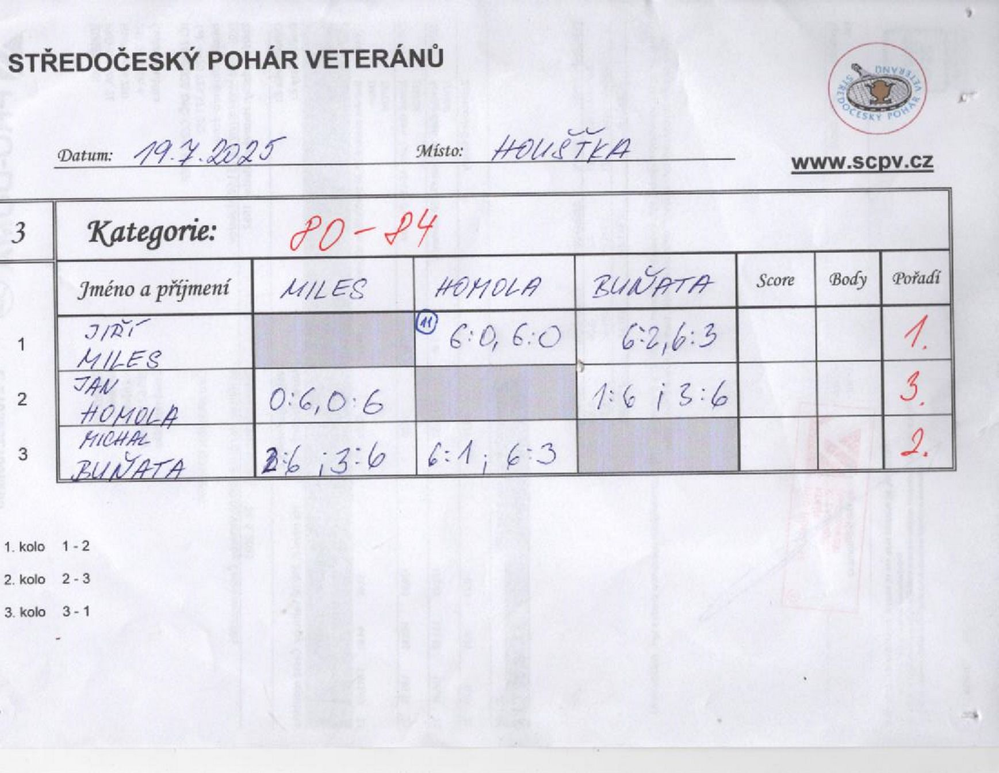 STŘEDOČESKÝ POHÁR VETERÁNŮ
STŘEDOČESKÝ POHÁR VETERÁNŮ
Datum: 19.7.2025 Místo: HOUŠŤKA
www.scpv.cz
3 Kategorie: 80-84
Jméno a příjmení MILES HOMOLA BUŇATA Score Body Pořadí
1 JIŘÍ MILES 11 6:0, 6:0 6:2, 6:3 1.
2 JAN HOMOLA 0:6, 0:6 1:6 ; 3:6 3.
3 MICHAL BUŇATA 2:6 ; 3:6 6:1 ; 6:3 2.
1. kolo 1 - 2
2. kolo 2 - 3
3. kolo 3 - 1